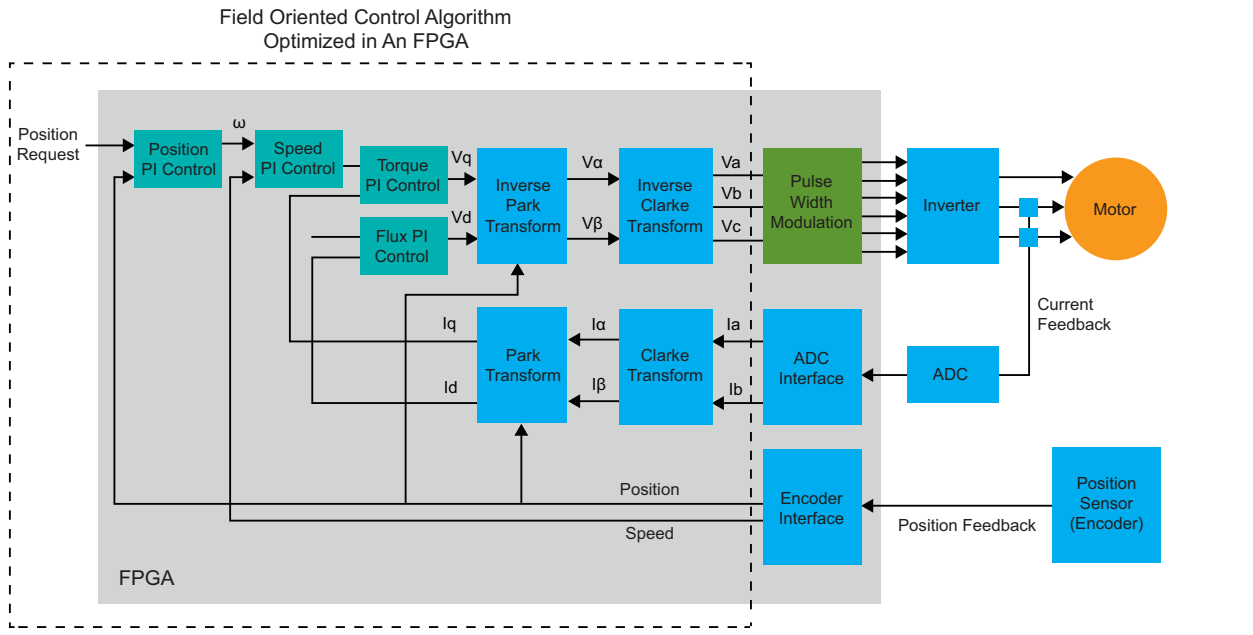 Field Oriented Control Algorithm
Optimized in An FPGA
Position
Request
Position
PI Control
ω
Speed
PI Control
Torque
PI Control
Vq
Vd
Flux PI
Control
Inverse
Park
Transform
Vα
Vβ
Inverse
Clarke
Transform
Va
Vb
Vc
Pulse
Width
Modulation
Inverter
Motor
Current
Feedback
Iq
Id
Park
Transform
Iα
Iβ
Clarke
Transform
Ia
Ib
ADC
Interface
ADC
Position
Speed
Encoder
Interface
Position Feedback
Position
Sensor
(Encoder)
FPGA